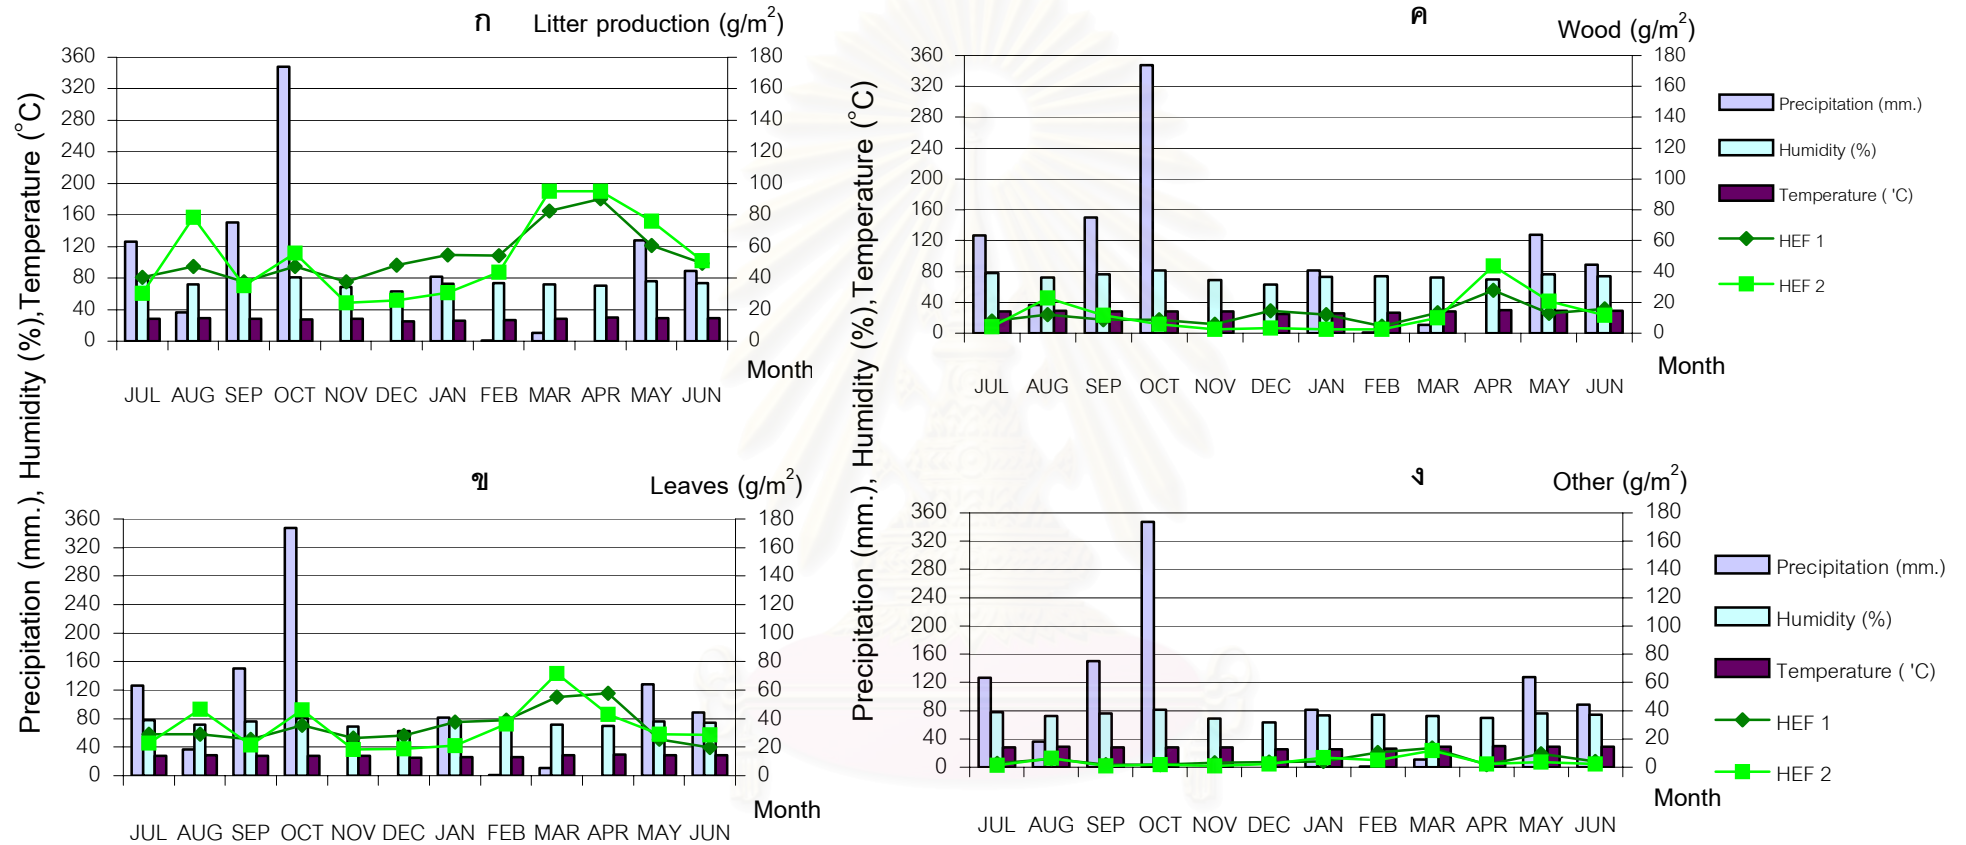 ก Litter production (g/m²)
Precipitation (mm.), Humidity (%),Temperature (°C)
360 320 280 240 200 160 120 80 40 0
180 160 140 120 100 80 60 40 20 0
Month
JUL AUG SEP OCT NOV DEC JAN FEB MAR APR MAY JUN
ค Wood (g/m²)
Precipitation (mm.), Humidity (%),Temperature (°C)
360 320 280 240 200 160 120 80 40 0
180 160 140 120 100 80 60 40 20 0
Month
JUL AUG SEP OCT NOV DEC JAN FEB MAR APR MAY JUN
Precipitation (mm.)
Humidity (%)
Temperature ( 'C)
HEF 1
HEF 2
ข Leaves (g/m²)
360 320 280 240 200 160 120 80 40 0
180 160 140 120 100 80 60 40 20 0
Month
JUL AUG SEP OCT NOV DEC JAN FEB MAR APR MAY JUN
ง Other (g/m²)
360 320 280 240 200 160 120 80 40 0
180 160 140 120 100 80 60 40 20 0
Month
JUL AUG SEP OCT NOV DEC JAN FEB MAR APR MAY JUN
Precipitation (mm.)
Humidity (%)
Temperature ( 'C)
HEF 1
HEF 2